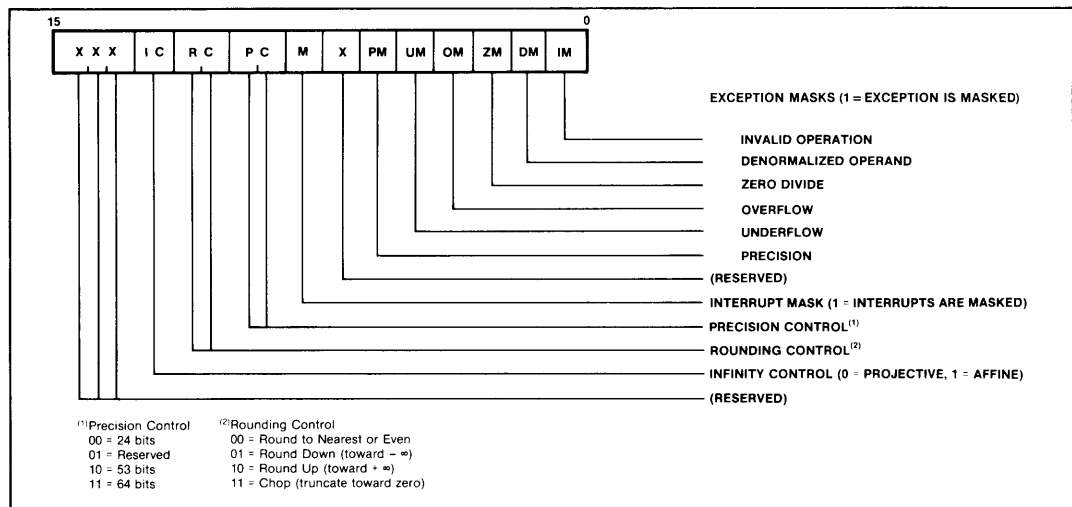 15 0
X X X I C R C P C M X PM UM OM ZM DM IM
EXCEPTION MASKS (1 = EXCEPTION IS MASKED)
INVALID OPERATION
DENORMALIZED OPERAND
ZERO DIVIDE
OVERFLOW
UNDERFLOW
PRECISION
(RESERVED)
INTERRUPT MASK (1 = INTERRUPTS ARE MASKED)
PRECISION CONTROL(1)
ROUNDING CONTROL(2)
INFINITY CONTROL (0 = PROJECTIVE, 1 = AFFINE)
(RESERVED)
(1)Precision Control
00 = 24 bits
01 = Reserved
10 = 53 bits
11 = 64 bits
(2)Rounding Control
00 = Round to Nearest or Even
01 = Round Down (toward − ∞)
10 = Round Up (toward + ∞)
11 = Chop (truncate toward zero)